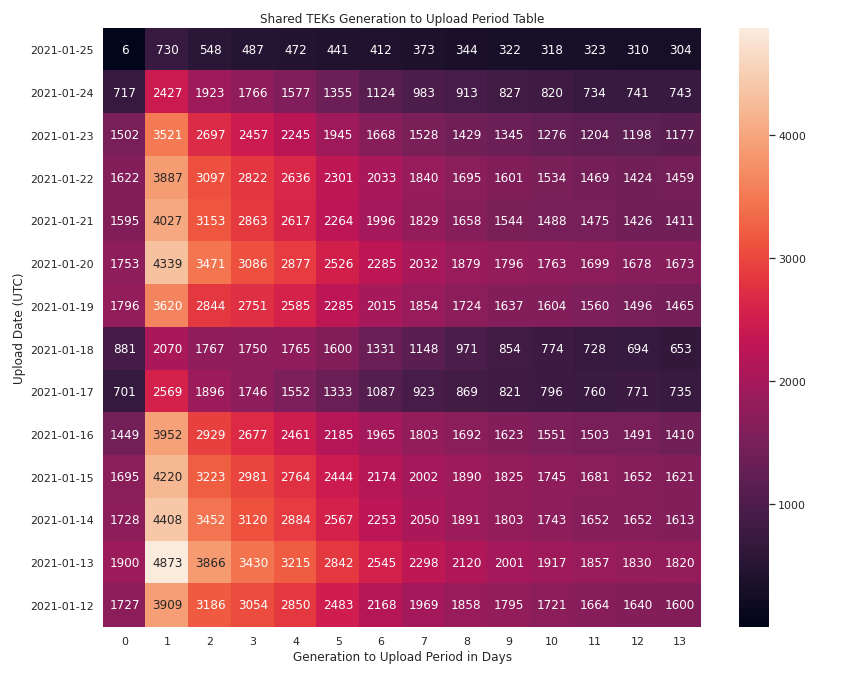 Shared TEKs Generation to Upload Period Table
Upload Date (UTC)
2021-01-25 6 730 548 487 472 441 412 373 344 322 318 323 310 304
2021-01-24 717 2427 1923 1766 1577 1355 1124 983 913 827 820 734 741 743
2021-01-23 1502 3521 2697 2457 2245 1945 1668 1528 1429 1345 1276 1204 1198 1177
2021-01-22 1622 3887 3097 2822 2636 2301 2033 1840 1695 1601 1534 1469 1424 1459
2021-01-21 1595 4027 3153 2863 2617 2264 1996 1829 1658 1544 1488 1475 1426 1411
2021-01-20 1753 4339 3471 3086 2877 2526 2285 2032 1879 1796 1763 1699 1678 1673
2021-01-19 1796 3620 2844 2751 2585 2285 2015 1854 1724 1637 1604 1560 1496 1465
2021-01-18 881 2070 1767 1750 1765 1600 1331 1148 971 854 774 728 694 653
2021-01-17 701 2569 1896 1746 1552 1333 1087 923 869 821 796 760 771 735
2021-01-16 1449 3952 2929 2677 2461 2185 1965 1803 1692 1623 1551 1503 1491 1410
2021-01-15 1695 4220 3223 2981 2764 2444 2174 2002 1890 1825 1745 1681 1652 1621
2021-01-14 1728 4408 3452 3120 2884 2567 2253 2050 1891 1803 1743 1652 1652 1613
2021-01-13 1900 4873 3866 3430 3215 2842 2545 2298 2120 2001 1917 1857 1830 1820
2021-01-12 1727 3909 3186 3054 2850 2483 2168 1969 1858 1795 1721 1664 1640 1600
0 1 2 3 4 5 6 7 8 9 10 11 12 13
Generation to Upload Period in Days
4000
3000
2000
1000